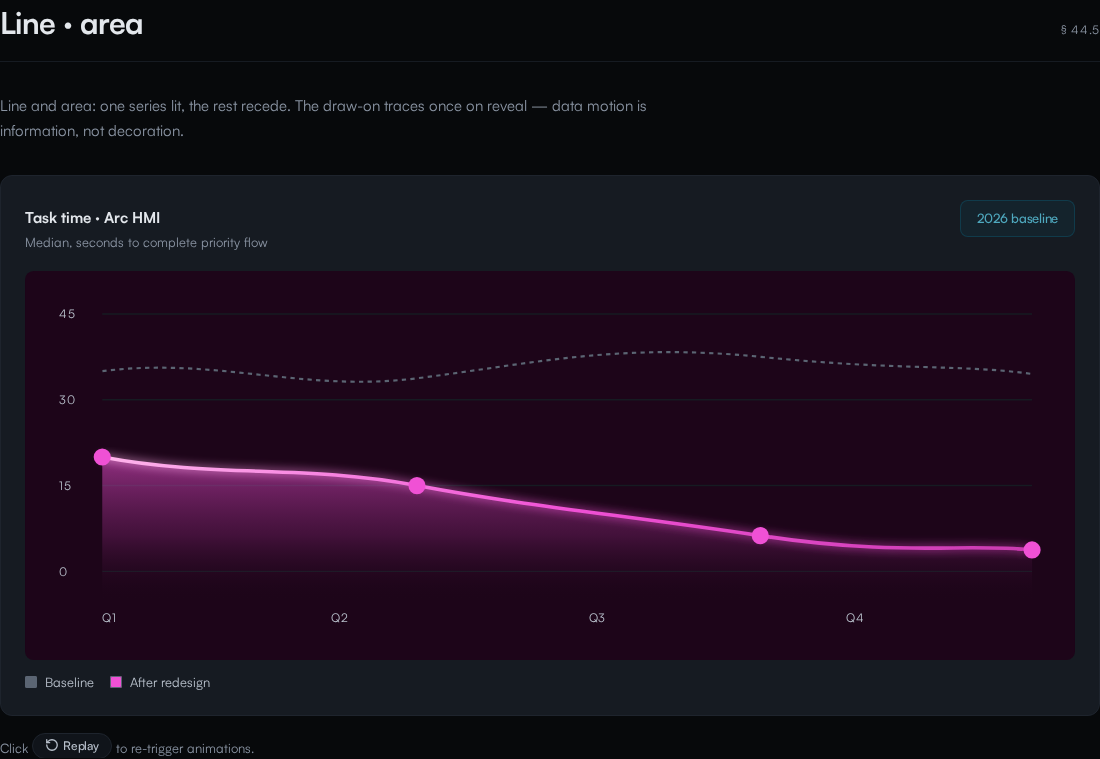 Line · area
§ 44.5
Line and area: one series lit, the rest recede. The draw-on traces once on reveal — data motion is
information, not decoration.
Task time · Arc HMI
2026 baseline
Median, seconds to complete priority flow
45
30
15
0
Q1 Q2 Q3 Q4
Baseline After redesign
Click Replay to re-trigger animations.